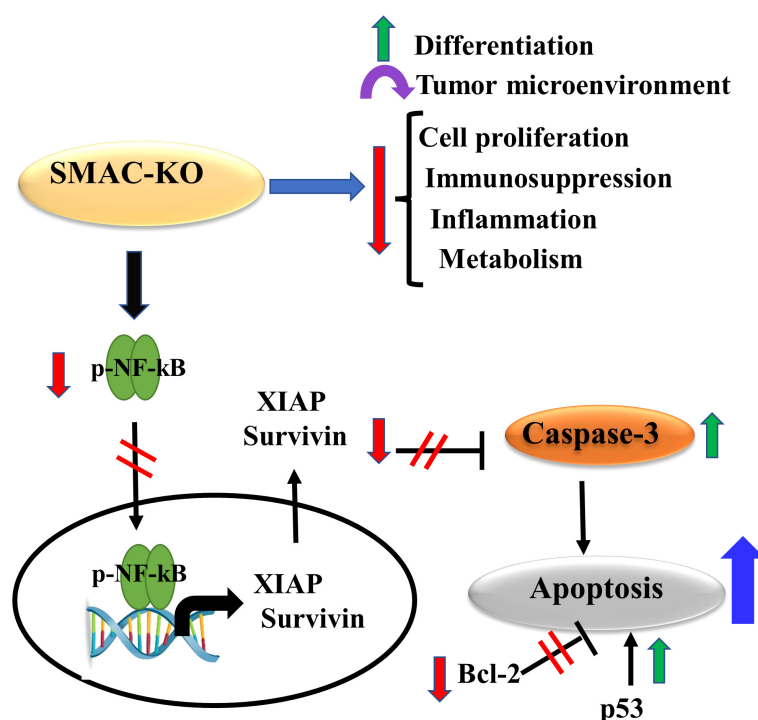 Differentiation
Tumor microenvironment
Cell proliferation
SMAC-KO
Immunosuppression
Inflammation
Metabolism
p-NF-kB
XIAP
Survivin
Caspase-3
p-NF-kB
XIAP
Survivin
Apoptosis
Bcl-2
p53